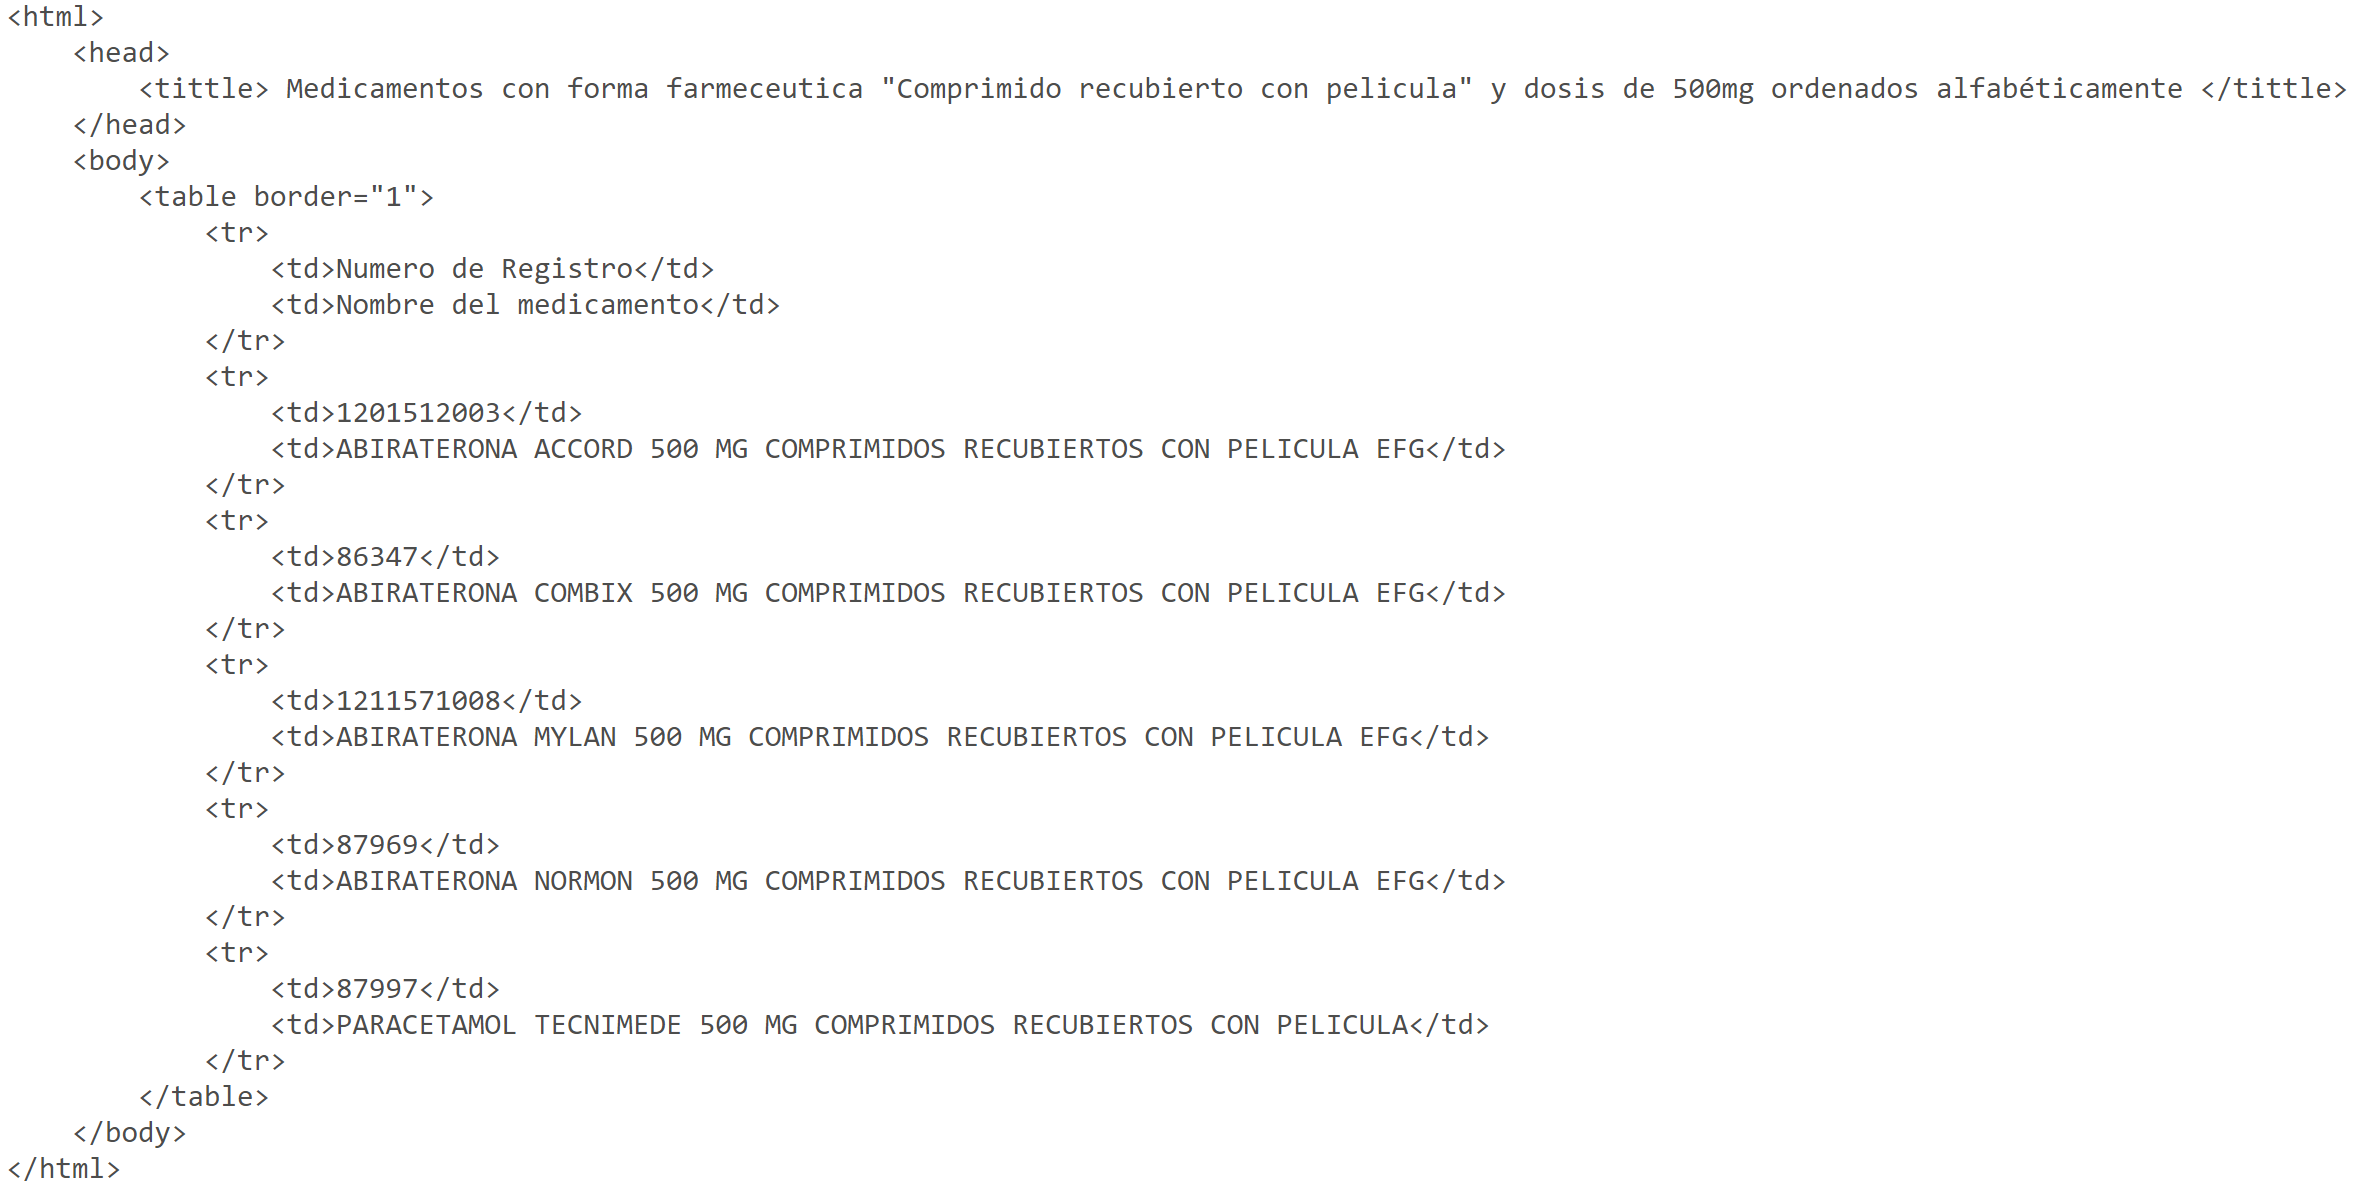 <html>
    <head>
        <tittle> Medicamentos con forma farmeceutica "Comprimido recubierto con pelicula" y dosis de 500mg ordenados alfabéticamente </tittle>
    </head>
    <body>
        <table border="1">
            <tr>
                <td>Numero de Registro</td>
                <td>Nombre del medicamento</td>
            </tr>
            <tr>
                <td>1201512003</td>
                <td>ABIRATERONA ACCORD 500 MG COMPRIMIDOS RECUBIERTOS CON PELICULA EFG</td>
            </tr>
            <tr>
                <td>86347</td>
                <td>ABIRATERONA COMBIX 500 MG COMPRIMIDOS RECUBIERTOS CON PELICULA EFG</td>
            </tr>
            <tr>
                <td>1211571008</td>
                <td>ABIRATERONA MYLAN 500 MG COMPRIMIDOS RECUBIERTOS CON PELICULA EFG</td>
            </tr>
            <tr>
                <td>87969</td>
                <td>ABIRATERONA NORMON 500 MG COMPRIMIDOS RECUBIERTOS CON PELICULA EFG</td>
            </tr>
            <tr>
                <td>87997</td>
                <td>PARACETAMOL TECNIMEDE 500 MG COMPRIMIDOS RECUBIERTOS CON PELICULA</td>
            </tr>
        </table>
    </body>
</html>